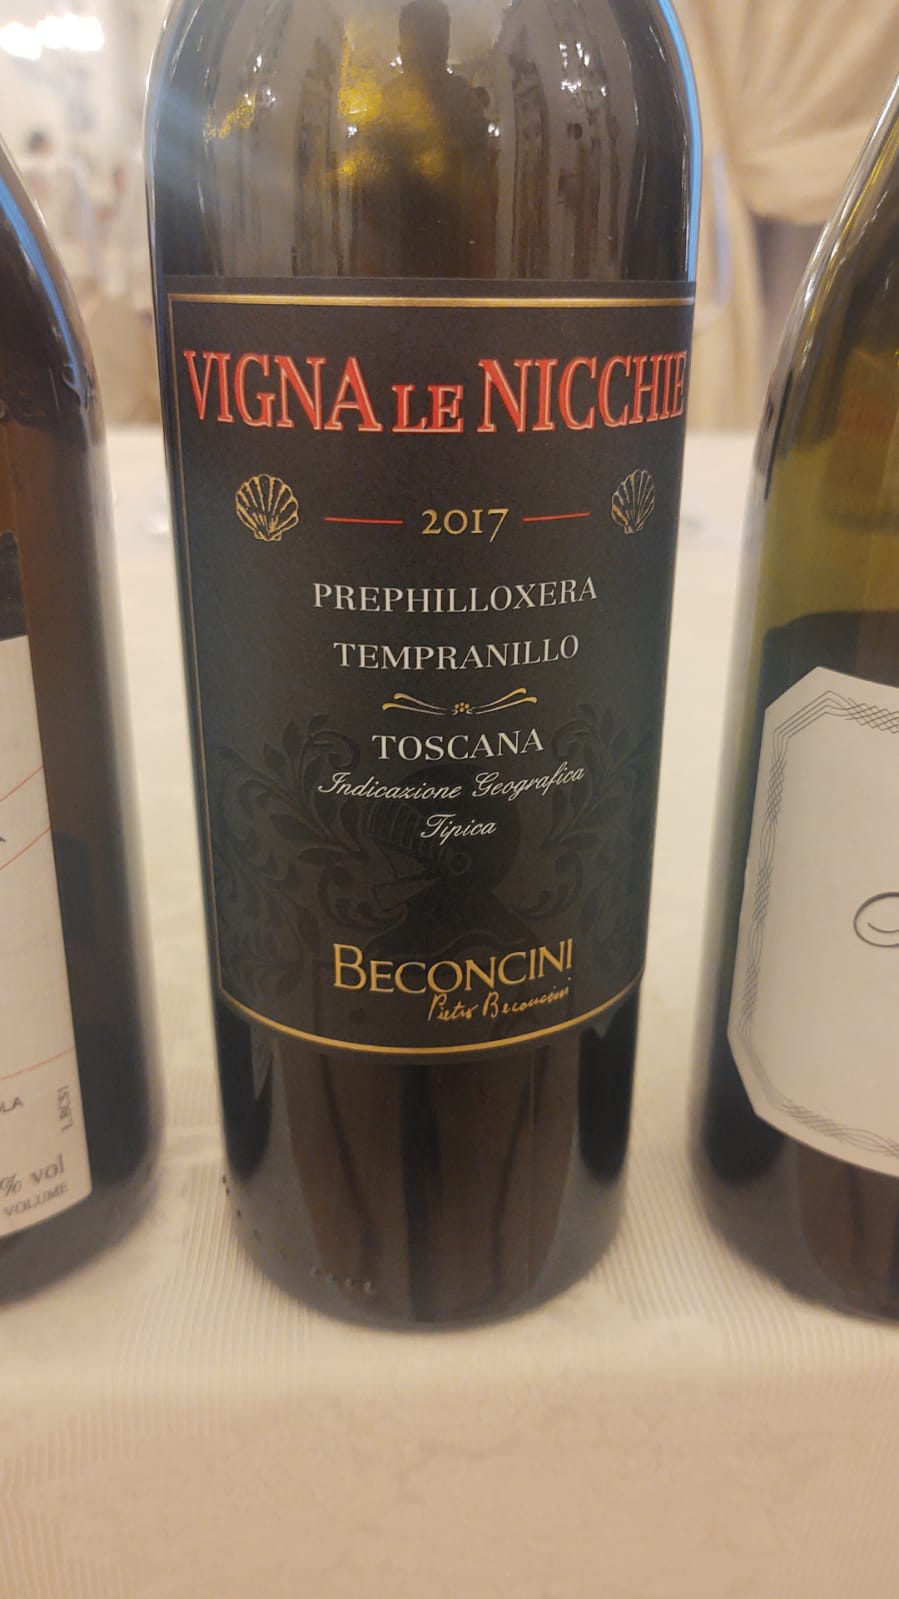 VIGNA LE NICCHIE
2017
PREPHILLOXERA
TEMPRANILLO
TOSCANA
Indicazione Geografica
Tipica
BECONCINI
Pietro Beconcini
% vol
VOLUME